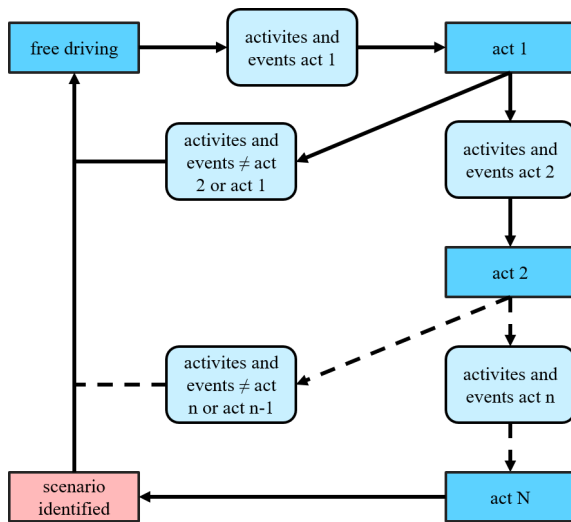 free driving
activites and
events act 1
act 1
activites and
events ≠ act
2 or act 1
activites and
events act 2
act 2
activites and
events ≠ act
n or act n-1
activites and
events act n
scenario
identified
act N